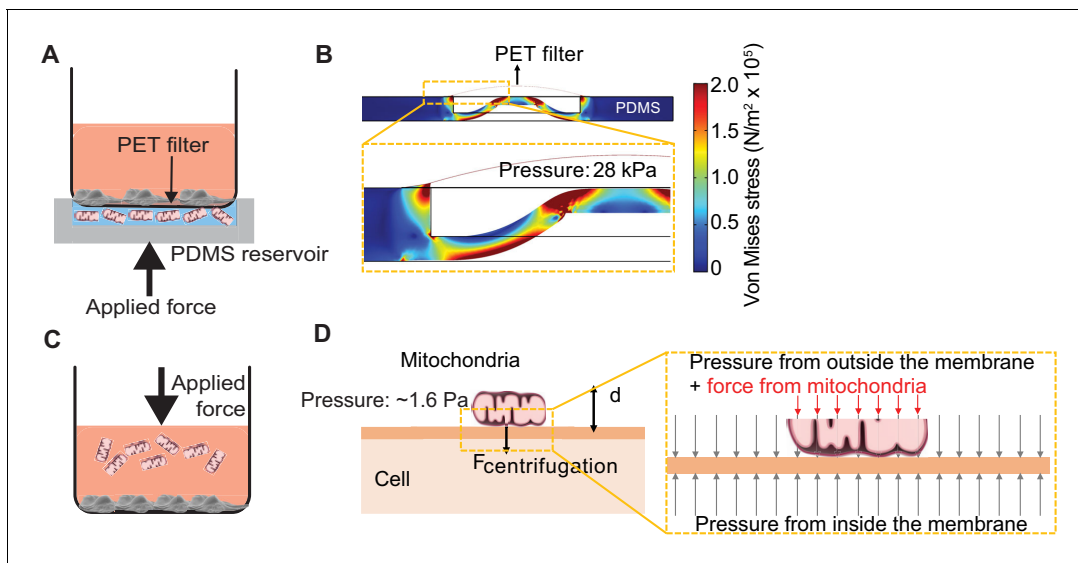 A
PET filter
PDMS reservoir
Applied force
B
PET filter
PDMS
Pressure: 28 kPa
2.0
1.5
1.0
0.5
0
Von Mises stress (N/m² x 10⁵)
C
Applied
force
D
Mitochondria
Pressure: ~1.6 Pa
d
Fcentrifugation
Cell
Pressure from outside the membrane
+ force from mitochondria
Pressure from inside the membrane